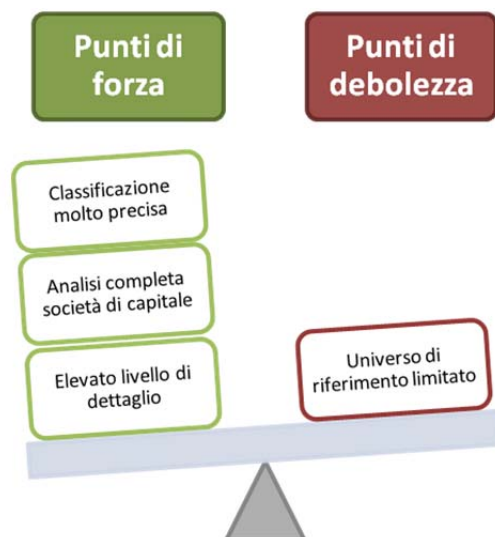 Punti di
forza
Punti di
debolezza
Classificazione
molto precisa
Analisi completa
società di capitale
Elevato livello di
dettaglio
Universo di
riferimento limitato